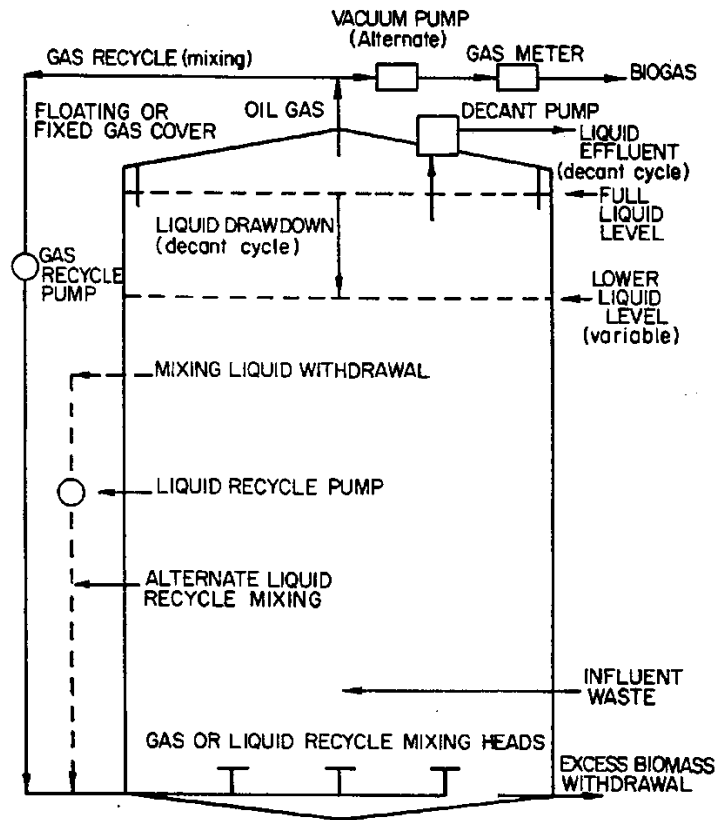 VACUUM PUMP
(Alternate)
GAS METER
GAS RECYCLE (mixing)
BIOGAS
FLOATING OR
FIXED GAS COVER
OIL GAS
DECANT PUMP
LIQUID
EFFLUENT
(decant cycle)
FULL
LIQUID
LEVEL
LIQUID DRAWDOWN
(decant cycle)
GAS
RECYCLE
PUMP
LOWER
LIQUID
LEVEL
(variable)
MIXING LIQUID WITHDRAWAL
LIQUID RECYCLE PUMP
ALTERNATE LIQUID
RECYCLE MIXING
INFLUENT
WASTE
GAS OR LIQUID RECYCLE MIXING HEADS
EXCESS BIOMASS
WITHDRAWAL